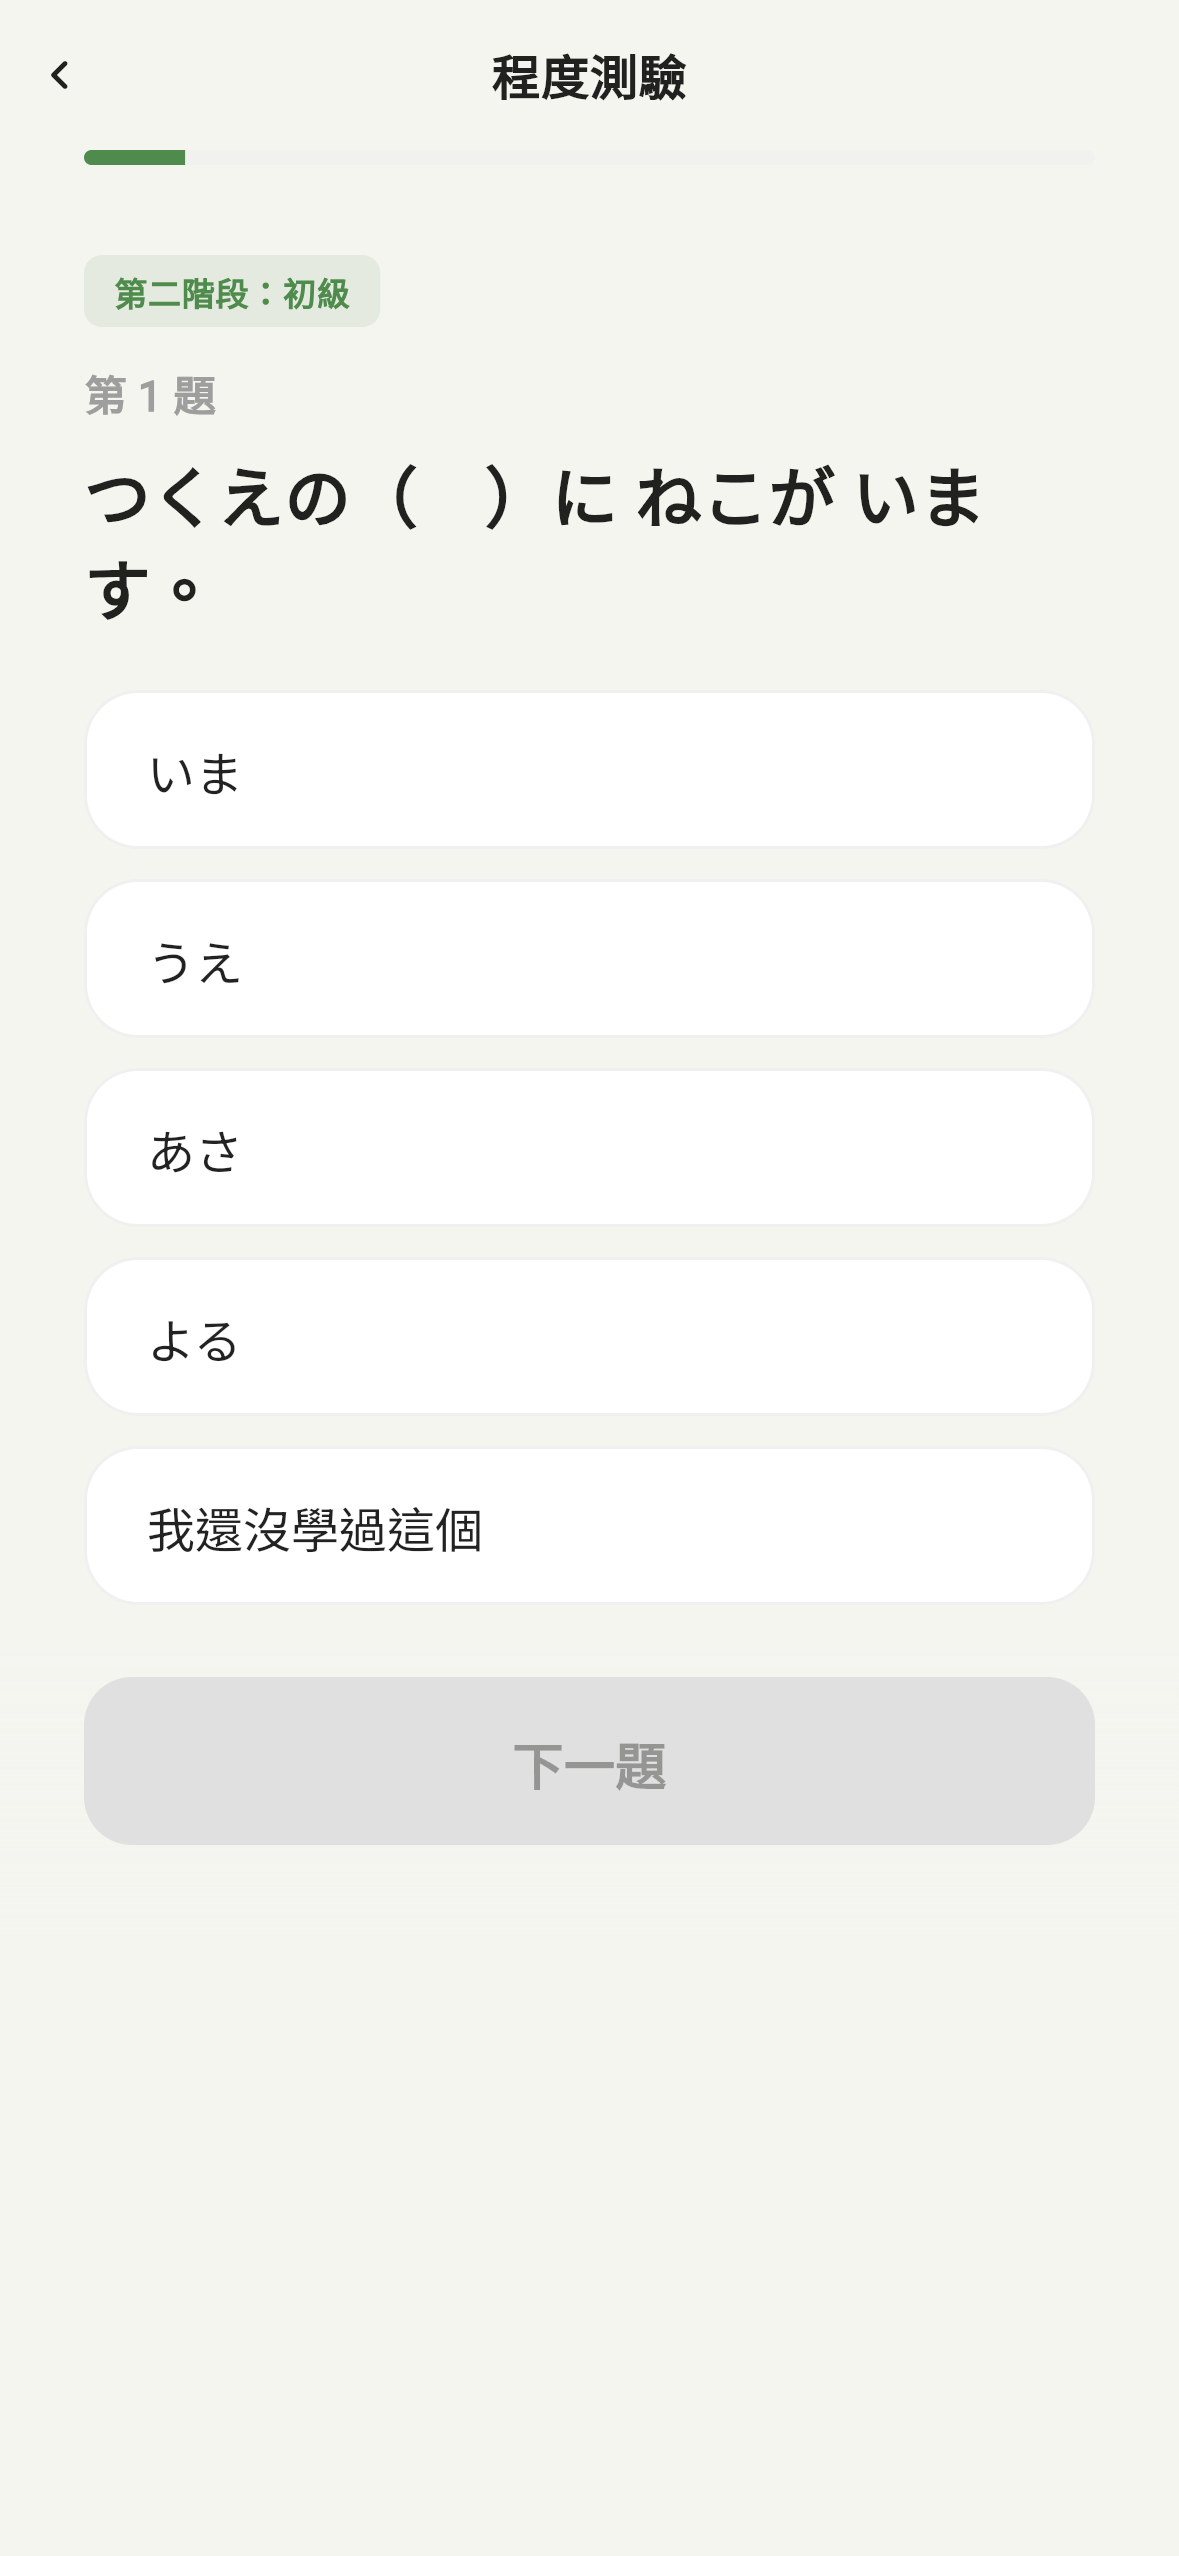 程度測驗
第二階段：初級
第 1 題
つくえの（　）に ねこが いま
す。
いま
うえ
あさ
よる
我還沒學過這個
下一題